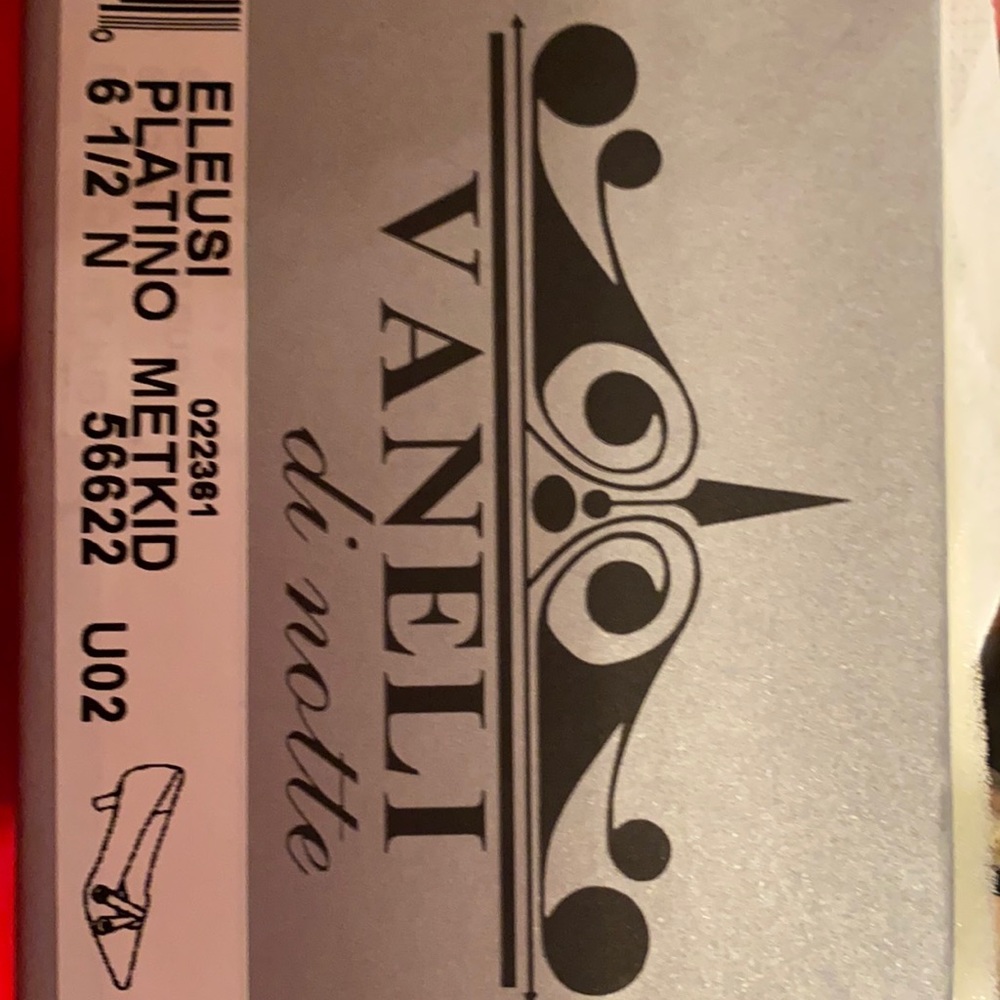 VANELI
di notte
ELEUSI 022361
PLATINO METKID
6 1/2 N 56622 U02